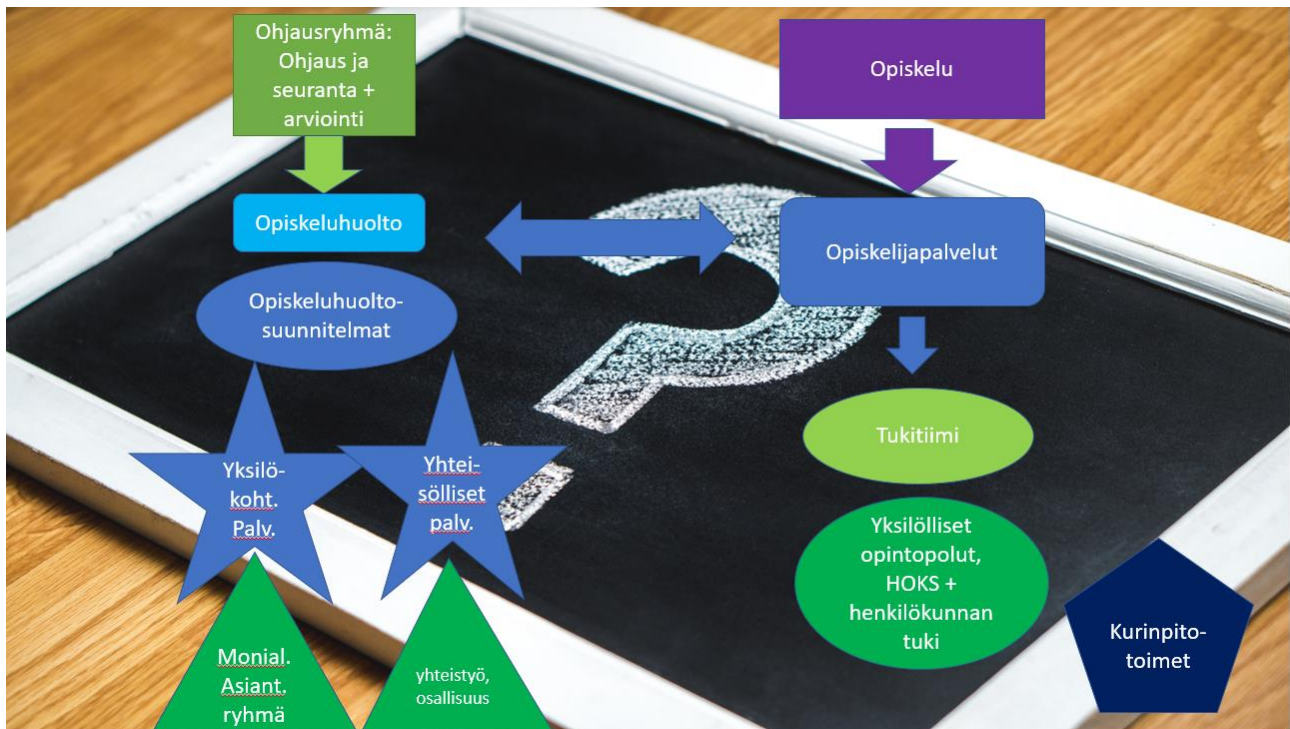 Ohjausryhmä:
Ohjaus ja
seuranta +
arviointi
Opiskelu
Opiskeluhuolto
Opiskelijapalvelut
Opiskeluhuolto-
suunnitelmat
Tukitiimi
Yksilö-
koht.
Palv.
Yhtei-
sölliset
palv.
Yksilölliset
opintopolut,
HOKS +
henkilökunnan
tuki
Kurinpito-
toimet
Monial.
Asiant.
ryhmä
yhteistyö,
osallisuus